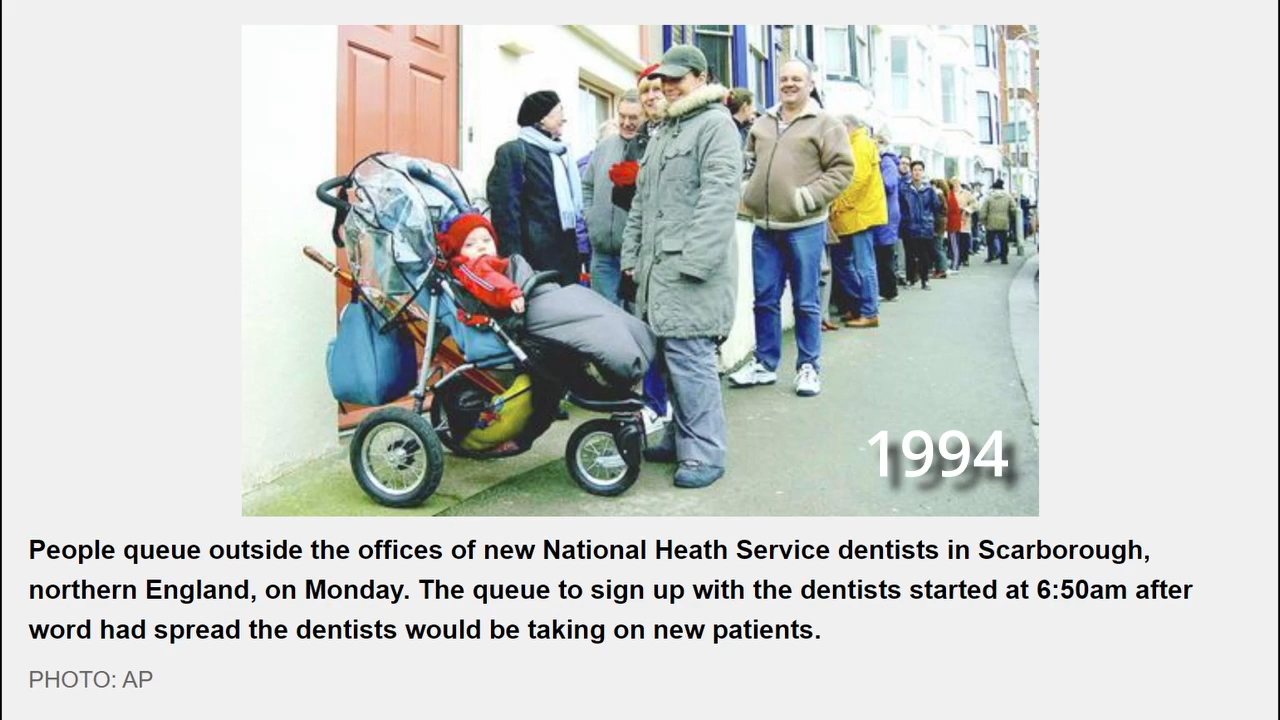 1994
People queue outside the offices of new National Heath Service dentists in Scarborough,
northern England, on Monday. The queue to sign up with the dentists started at 6:50am after
word had spread the dentists would be taking on new patients.
PHOTO: AP